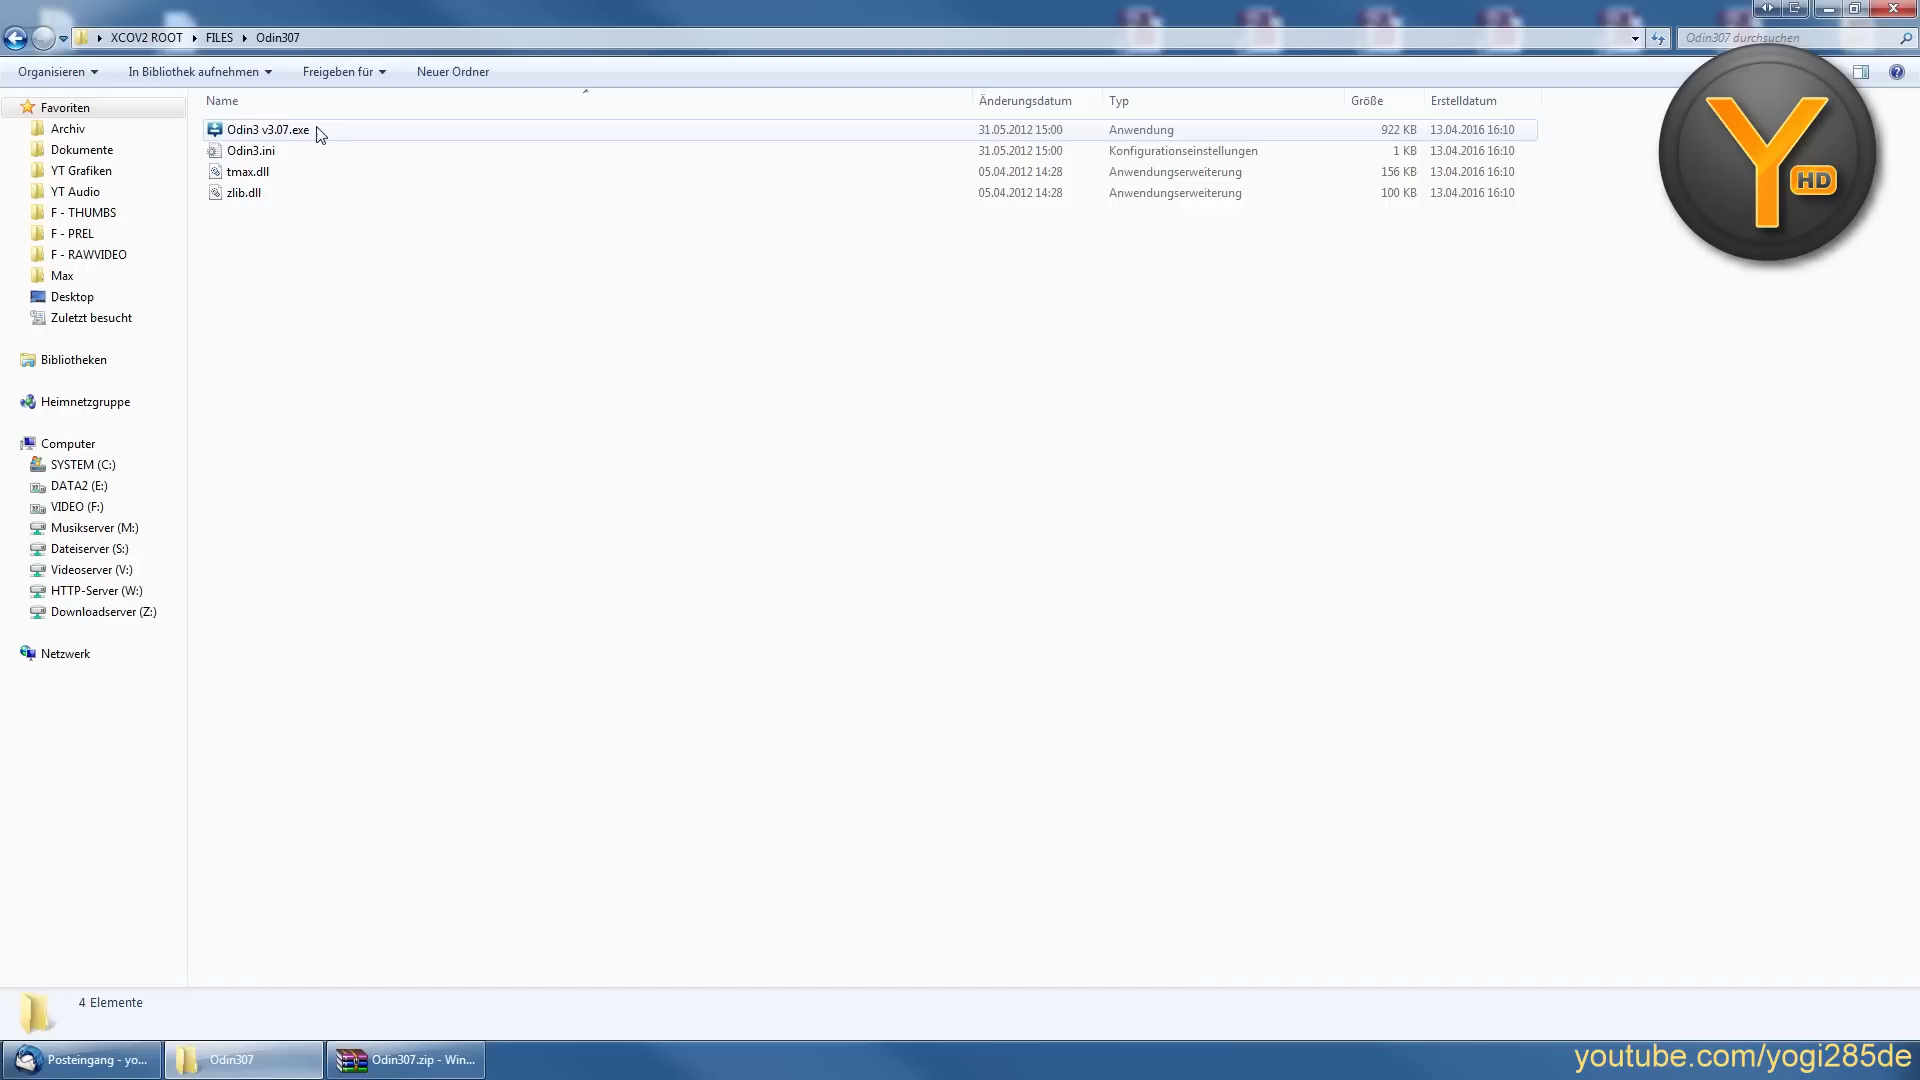 XCOV2 ROOT FILES Odin307
Odin307 durchsuchen
Organisieren In Bibliothek aufnehmen Freigeben für Neuer Ordner
Name Änderungsdatum Typ Größe Erstelldatum
Odin3 v3.07.exe 31.05.2012 15:00 Anwendung 922 KB 13.04.2016 16:10
Odin3.ini 31.05.2012 15:00 Konfigurationseinstellungen 1 KB 13.04.2016 16:10
tmax.dll 05.04.2012 14:28 Anwendungserweiterung 156 KB 13.04.2016 16:10
zlib.dll 05.04.2012 14:28 Anwendungserweiterung 100 KB 13.04.2016 16:10
Y HD
Favoriten
Archiv
Dokumente
YT Grafiken
YT Audio
F - THUMBS
F - PREL
F - RAWVIDEO
Max
Desktop
Zuletzt besucht
Bibliotheken
Heimnetzgruppe
Computer
SYSTEM (C:)
DATA2 (E:)
VIDEO (F:)
Musikserver (M:)
Dateiserver (S:)
Videoserver (V:)
HTTP-Server (W:)
Downloadserver (Z:)
Netzwerk
4 Elemente
Posteingang - yo... Odin307 Odin307.zip - Win...
youtube.com/yogi285de